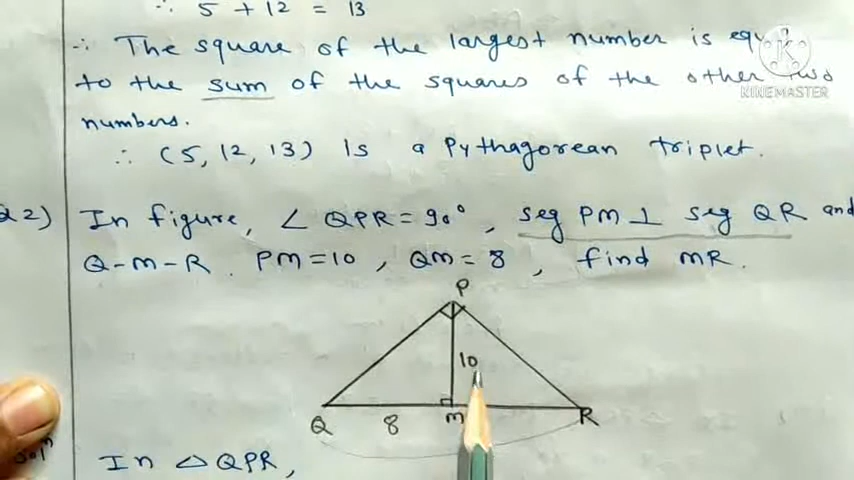 ∴ 5 + 12 = 13
∴ The square of the largest number is
to the sum of the squares of the other two
numbers.
∴ (5, 12, 13) is a Pythagorean triplet.
Q2) In figure, ∠ QPR = 90°, seg PM ⊥ seg QR and
Q-M-R. PM = 10, QM = 8, find MR.
P
10
Q 8 M R
Solⁿ In △ QPR,
KINEMASTER